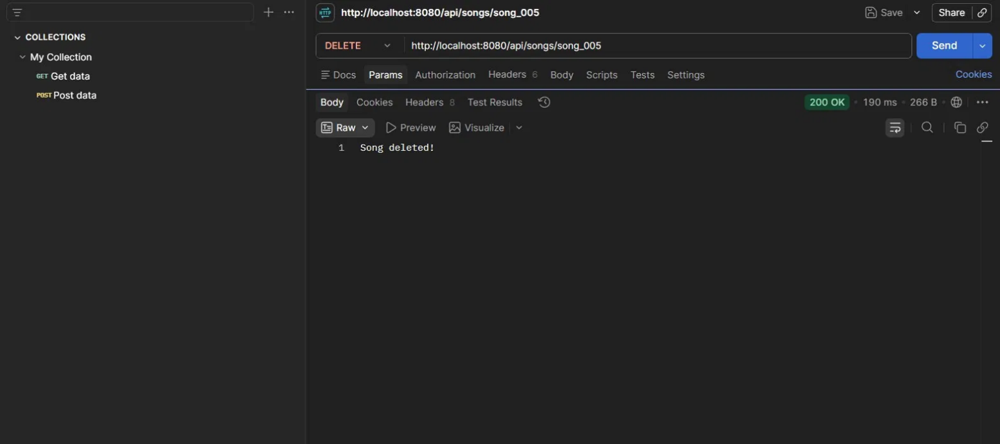 HTTP http://localhost:8080/api/songs/song_005 Save Share
COLLECTIONS
My Collection
GET Get data
POST Post data
DELETE http://localhost:8080/api/songs/song_005 Send
Docs Params Authorization Headers 6 Body Scripts Tests Settings Cookies
Body Cookies Headers 8 Test Results 200 OK • 190 ms • 266 B •
Raw Preview Visualize
1 Song deleted!